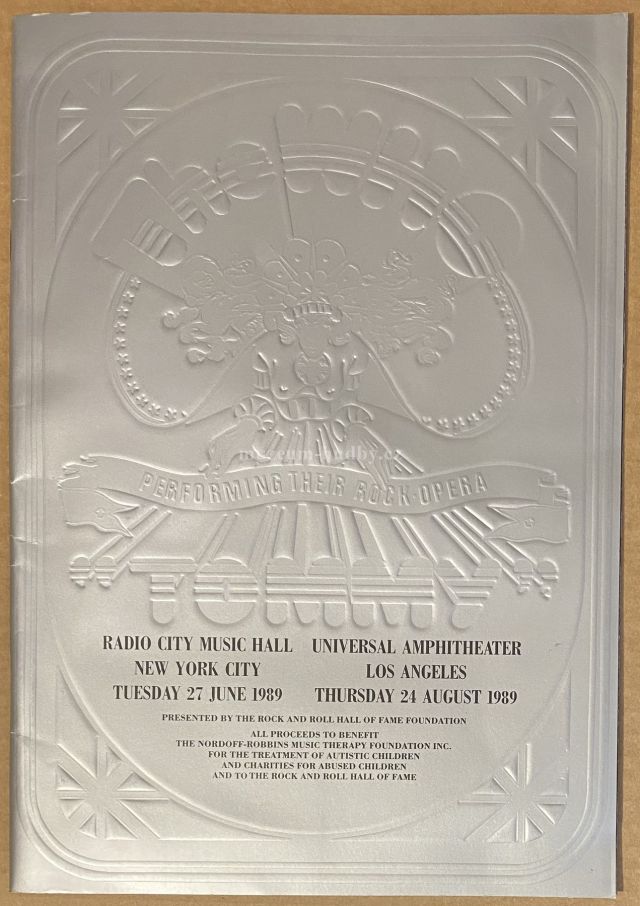 The Who
PERFORMING THEIR ROCK-OPERA
TOMMY
RADIO CITY MUSIC HALL
NEW YORK CITY
TUESDAY 27 JUNE 1989
UNIVERSAL AMPHITHEATER
LOS ANGELES
THURSDAY 24 AUGUST 1989
PRESENTED BY THE ROCK AND ROLL HALL OF FAME FOUNDATION
ALL PROCEEDS TO BENEFIT
THE NORDOFF-ROBBINS MUSIC THERAPY FOUNDATION INC.
FOR THE TREATMENT OF AUTISTIC CHILDREN
AND CHARITIES FOR ABUSED CHILDREN
AND TO THE ROCK AND ROLL HALL OF FAME